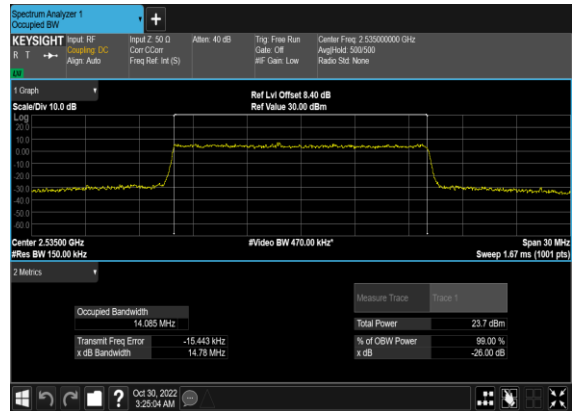 Spectrum Analyzer 1
Occupied BW
+
KEYSIGHT Input: RF Input Z: 50 Ω Atten: 40 dB Trig: Free Run Center Freq: 2.535000000 GHz
R T Coupling: DC Corr CCorr Gate: Off Avg|Hold: 500/500
Align: Auto Freq Ref: Int (S) #IF Gain: Low Radio Std: None
LW
1 Graph
Ref Lvl Offset 8.40 dB
Scale/Div 10.0 dB Ref Value 30.00 dBm
Log
20.0
10.0
0.00
-10.0
-20.0
-30.0
-40.0
-50.0
-60.0
Center 2.53500 GHz #Video BW 470.00 kHz* Span 30 MHz
#Res BW 150.00 kHz Sweep 1.67 ms (1001 pts)
2 Metrics
Measure Trace Trace 1
Occupied Bandwidth
14.085 MHz
Total Power 23.7 dBm
Transmit Freq Error -15.443 kHz % of OBW Power 99.00 %
x dB Bandwidth 14.78 MHz x dB -26.00 dB
? Oct 30, 2022
3:25:04 AM